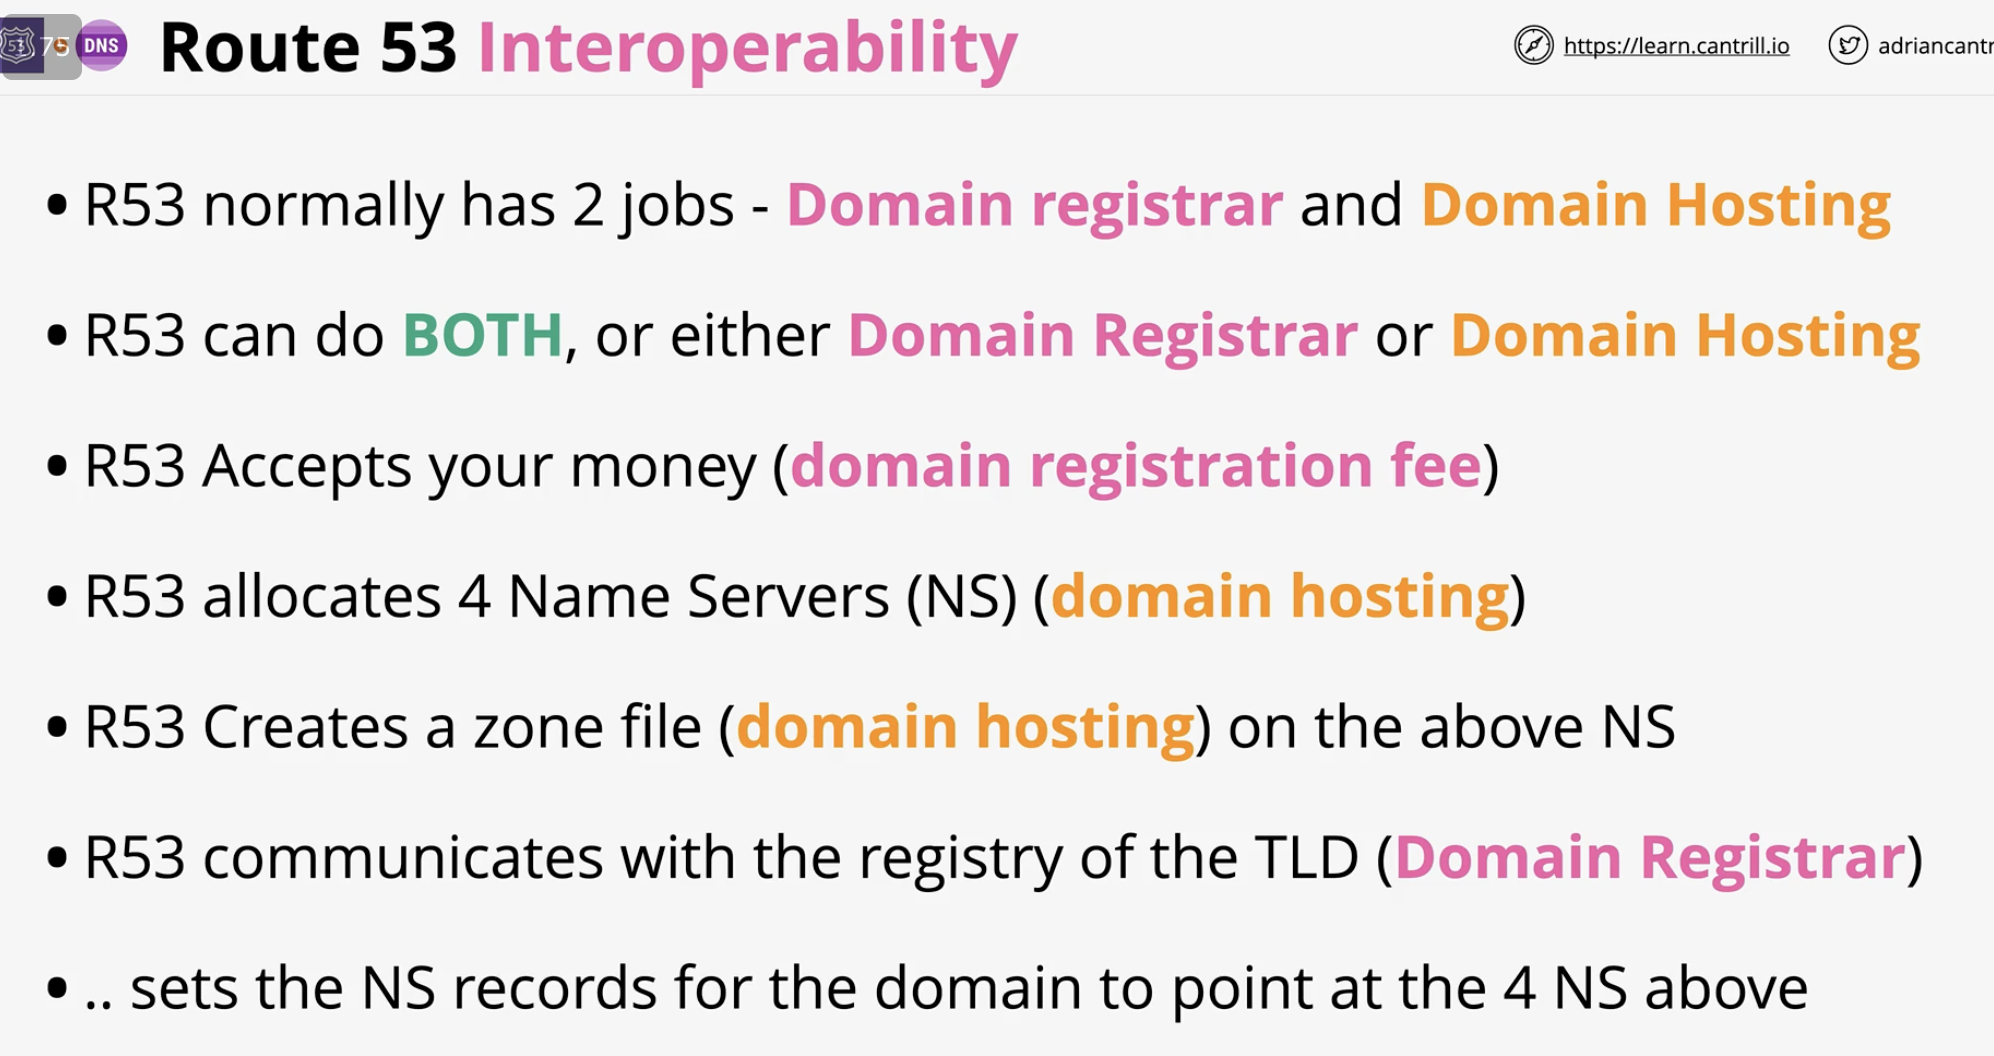 DNS Route 53 Interoperability https://learn.cantrill.io
• R53 normally has 2 jobs - Domain registrar and Domain Hosting
• R53 can do BOTH, or either Domain Registrar or Domain Hosting
• R53 Accepts your money (domain registration fee)
• R53 allocates 4 Name Servers (NS) (domain hosting)
• R53 Creates a zone file (domain hosting) on the above NS
• R53 communicates with the registry of the TLD (Domain Registrar)
• .. sets the NS records for the domain to point at the 4 NS above